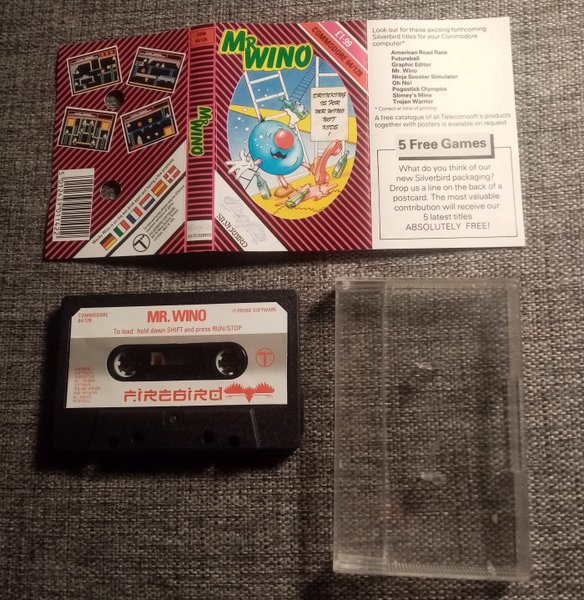 MR WINO
COMMODORE 64/128
£1.99
DRINKING
IS FOR
MR WINO
NOT
KIDS
!
MR WINO
Look out for these exciting forthcoming
Silverbird titles for your Commodore
computer*
American Road Race
Futureball
Graphic Editor
Mr. Wino
Ninja Scooter Simulator
Oh No!
Pogostick Olympics
Slimey's Mine
Trojan Warrior
* Correct at time of printing
A free catalogue of all Telecomsoft's products
together with posters is available on request
5 Free Games
What do you think of our
new Silverbird packaging?
Drop us a line on the back of a
postcard. The most valuable
contribution will receive our
5 latest titles
ABSOLUTELY FREE!
COMMODORE
64/128
MR. WINO
© PROBE SOFTWARE
To load: hold down SHIFT and press RUN/STOP
T
FIREBIRD